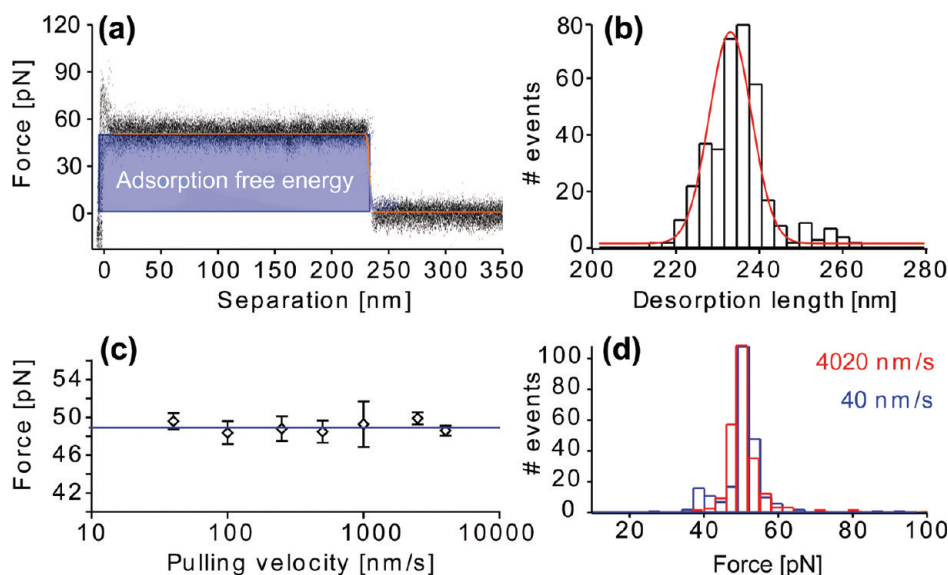 (a)
Force [pN]
120
90
60
30
0
Adsorption free energy
0 50 100 150 200 250 300 350
Separation [nm]
(b)
# events
80
60
40
20
0
200 220 240 260 280
Desorption length [nm]
(c)
Force [pN]
54
50
46
42
10 100 1000 10000
Pulling velocity [nm/s]
(d)
# events
100
80
60
40
20
0
4020 nm/s
40 nm/s
20 40 60 80 100
Force [pN]